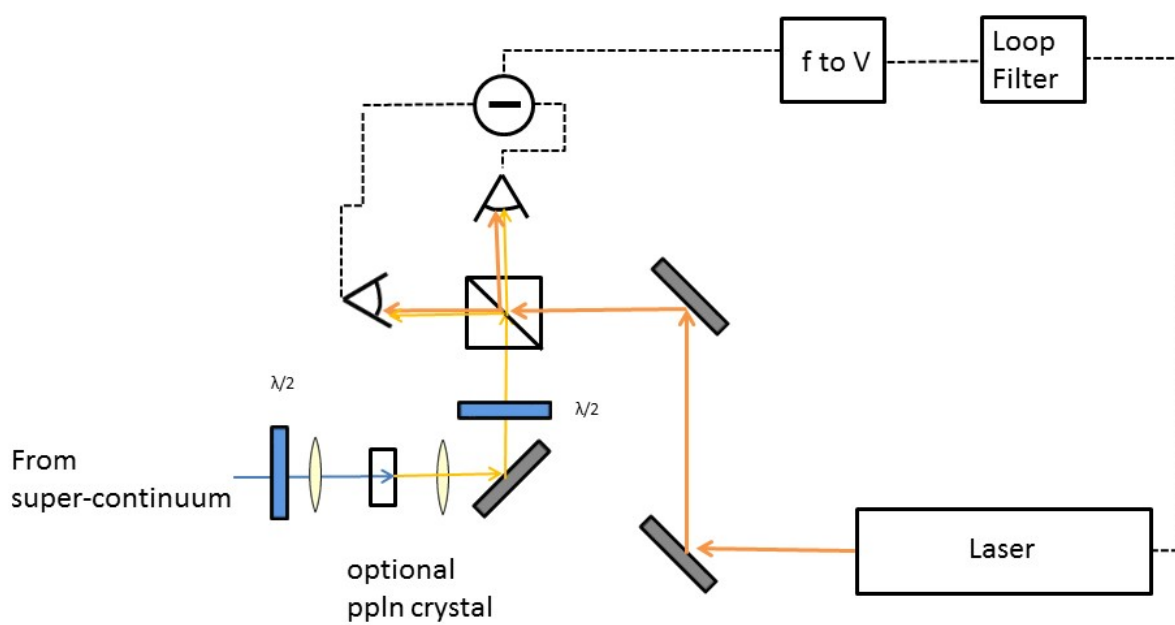 f to V
Loop
Filter
λ/2
λ/2
From
super-continuum
Laser
optional
ppln crystal